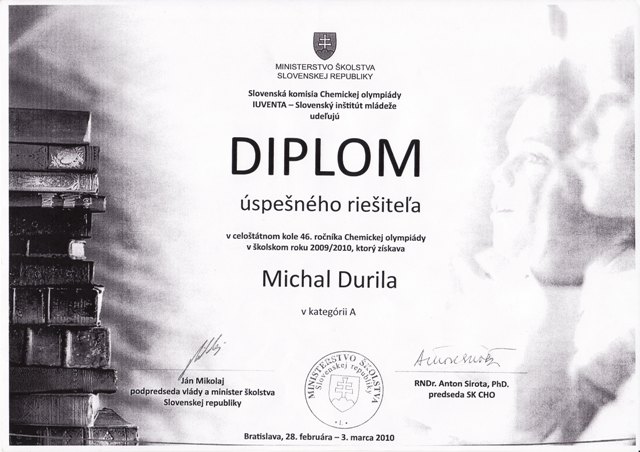 MINISTERSTVO ŠKOLSTVA
SLOVENSKEJ REPUBLIKY
Slovenská komisia Chemickej olympiády
IUVENTA – Slovenský inštitút mládeže
udeľujú
DIPLOM
úspešného riešiteľa
v celoštátnom kole 46. ročníka Chemickej olympiády
v školskom roku 2009/2010, ktorý získava
Michal Durila
v kategórii A
Ján Mikolaj
podpredseda vlády a minister školstva
Slovenskej republiky
MINISTERSTVO ŠKOLSTVA
Slovenskej republiky
• 1. •
RNDr. Anton Sirota, PhD.
predseda SK CHO
Bratislava, 28. februára – 3. marca 2010